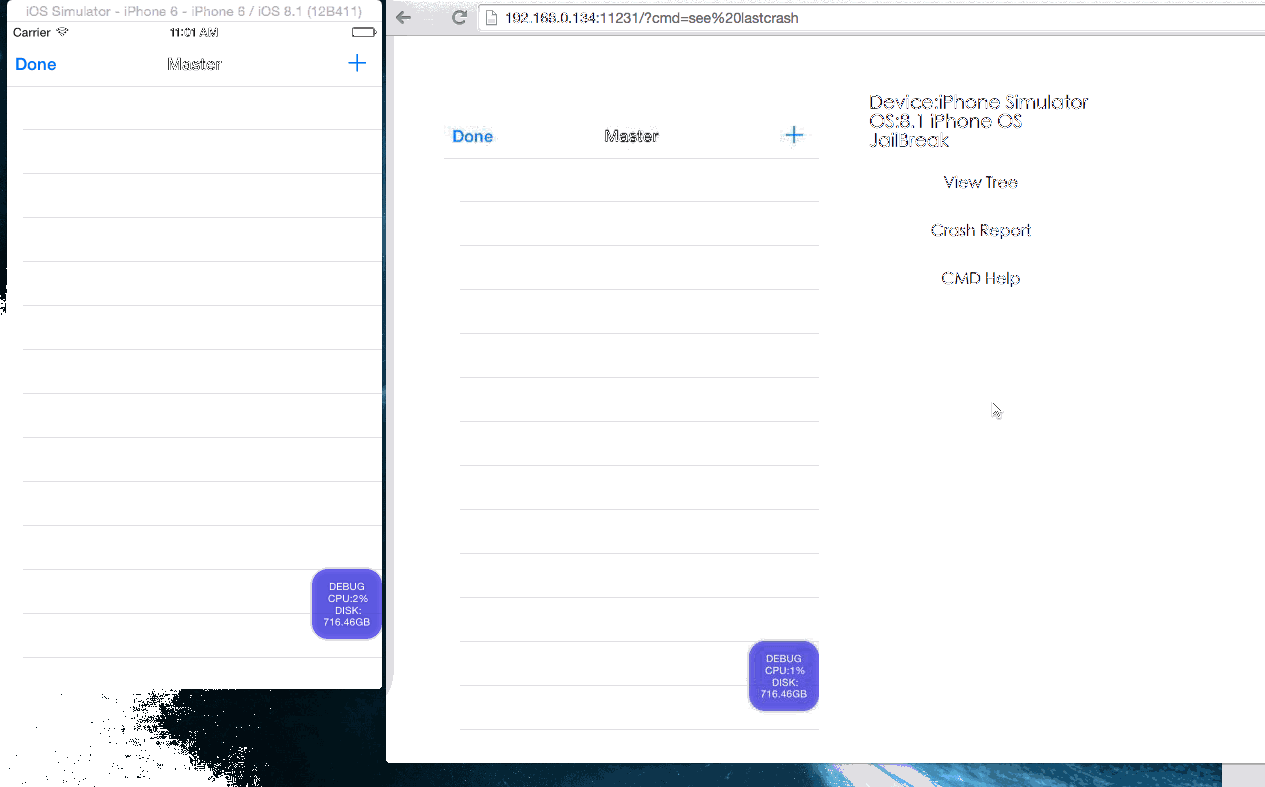 iOS Simulator - iPhone 6 - iPhone 6 / iOS 8.1 (12B411)
Carrier 11:01 AM
Done Master +
DEBUG
CPU:2%
DISK:
716.46GB
192.168.0.134:11231/?cmd=see%20lastcrash
Done Master +
DEBUG
CPU:1%
DISK:
716.46GB
Device:iPhone Simulator
OS:8.1 iPhone OS
JailBreak
View Tree
Crash Report
CMD Help